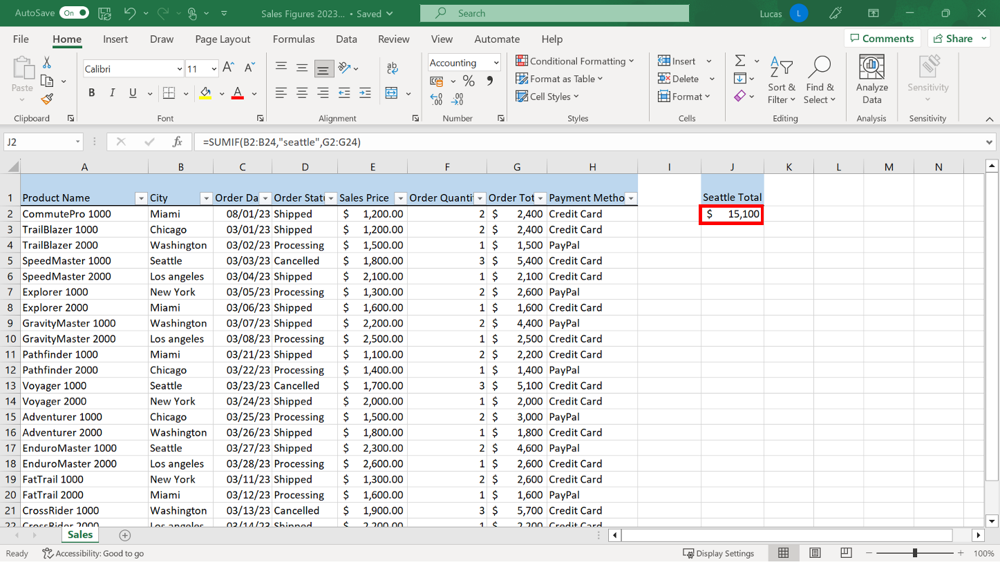 AutoSave On Sales Figures 2023... • Saved Search Lucas L
File Home Insert Draw Page Layout Formulas Data Review View Automate Help Comments Share
Paste Calibri 11 A A ab Accounting Conditional Formatting Insert Σ A Z
B I U A % , Format as Table Delete Sort & Find & Analyze Sensitivity
.00 .00 Cell Styles Format Filter Select Data
Clipboard Font Alignment Number Styles Cells Editing Analysis Sensitivity
J2 fx =SUMIF(B2:B24,"seattle",G2:G24)
A B C D E F G H I J K L M N
1 Product Name City Order Da Order Stat Sales Price Order Quanti Order Tot Payment Metho Seattle Total
2 CommutePro 1000 Miami 08/01/23 Shipped $ 1,200.00 2 $ 2,400 Credit Card $ 15,100
3 TrailBlazer 1000 Chicago 03/01/23 Shipped $ 1,200.00 2 $ 2,400 Credit Card
4 TrailBlazer 2000 Washington 03/02/23 Processing $ 1,500.00 1 $ 1,500 PayPal
5 SpeedMaster 1000 Seattle 03/03/23 Cancelled $ 1,800.00 3 $ 5,400 Credit Card
6 SpeedMaster 2000 Los angeles 03/04/23 Shipped $ 2,100.00 1 $ 2,100 Credit Card
7 Explorer 1000 New York 03/05/23 Processing $ 1,300.00 2 $ 2,600 PayPal
8 Explorer 2000 Miami 03/06/23 Shipped $ 1,600.00 1 $ 1,600 Credit Card
9 GravityMaster 1000 Washington 03/07/23 Shipped $ 2,200.00 2 $ 4,400 PayPal
10 GravityMaster 2000 Los angeles 03/08/23 Processing $ 2,500.00 1 $ 2,500 Credit Card
11 Pathfinder 1000 Miami 03/21/23 Shipped $ 1,100.00 2 $ 2,200 Credit Card
12 Pathfinder 2000 Chicago 03/22/23 Processing $ 1,400.00 1 $ 1,400 PayPal
13 Voyager 1000 Seattle 03/23/23 Cancelled $ 1,700.00 3 $ 5,100 Credit Card
14 Voyager 2000 New York 03/24/23 Shipped $ 2,000.00 1 $ 2,000 Credit Card
15 Adventurer 1000 Chicago 03/25/23 Processing $ 1,500.00 2 $ 3,000 PayPal
16 Adventurer 2000 Washington 03/26/23 Shipped $ 1,800.00 1 $ 1,800 Credit Card
17 EnduroMaster 1000 Seattle 03/27/23 Shipped $ 2,300.00 2 $ 4,600 PayPal
18 EnduroMaster 2000 Los angeles 03/28/23 Processing $ 2,600.00 1 $ 2,600 Credit Card
19 FatTrail 1000 New York 03/11/23 Shipped $ 1,300.00 2 $ 2,600 Credit Card
20 FatTrail 2000 Miami 03/12/23 Processing $ 1,600.00 1 $ 1,600 PayPal
21 CrossRider 1000 Washington 03/13/23 Cancelled $ 1,900.00 3 $ 5,700 Credit Card
22 CrossRider 2000 Los angeles 03/14/23 Shipped $ 2,200.00 1 $ 2,200 Credit Card
Sales
Ready Accessibility: Good to go Display Settings 100%